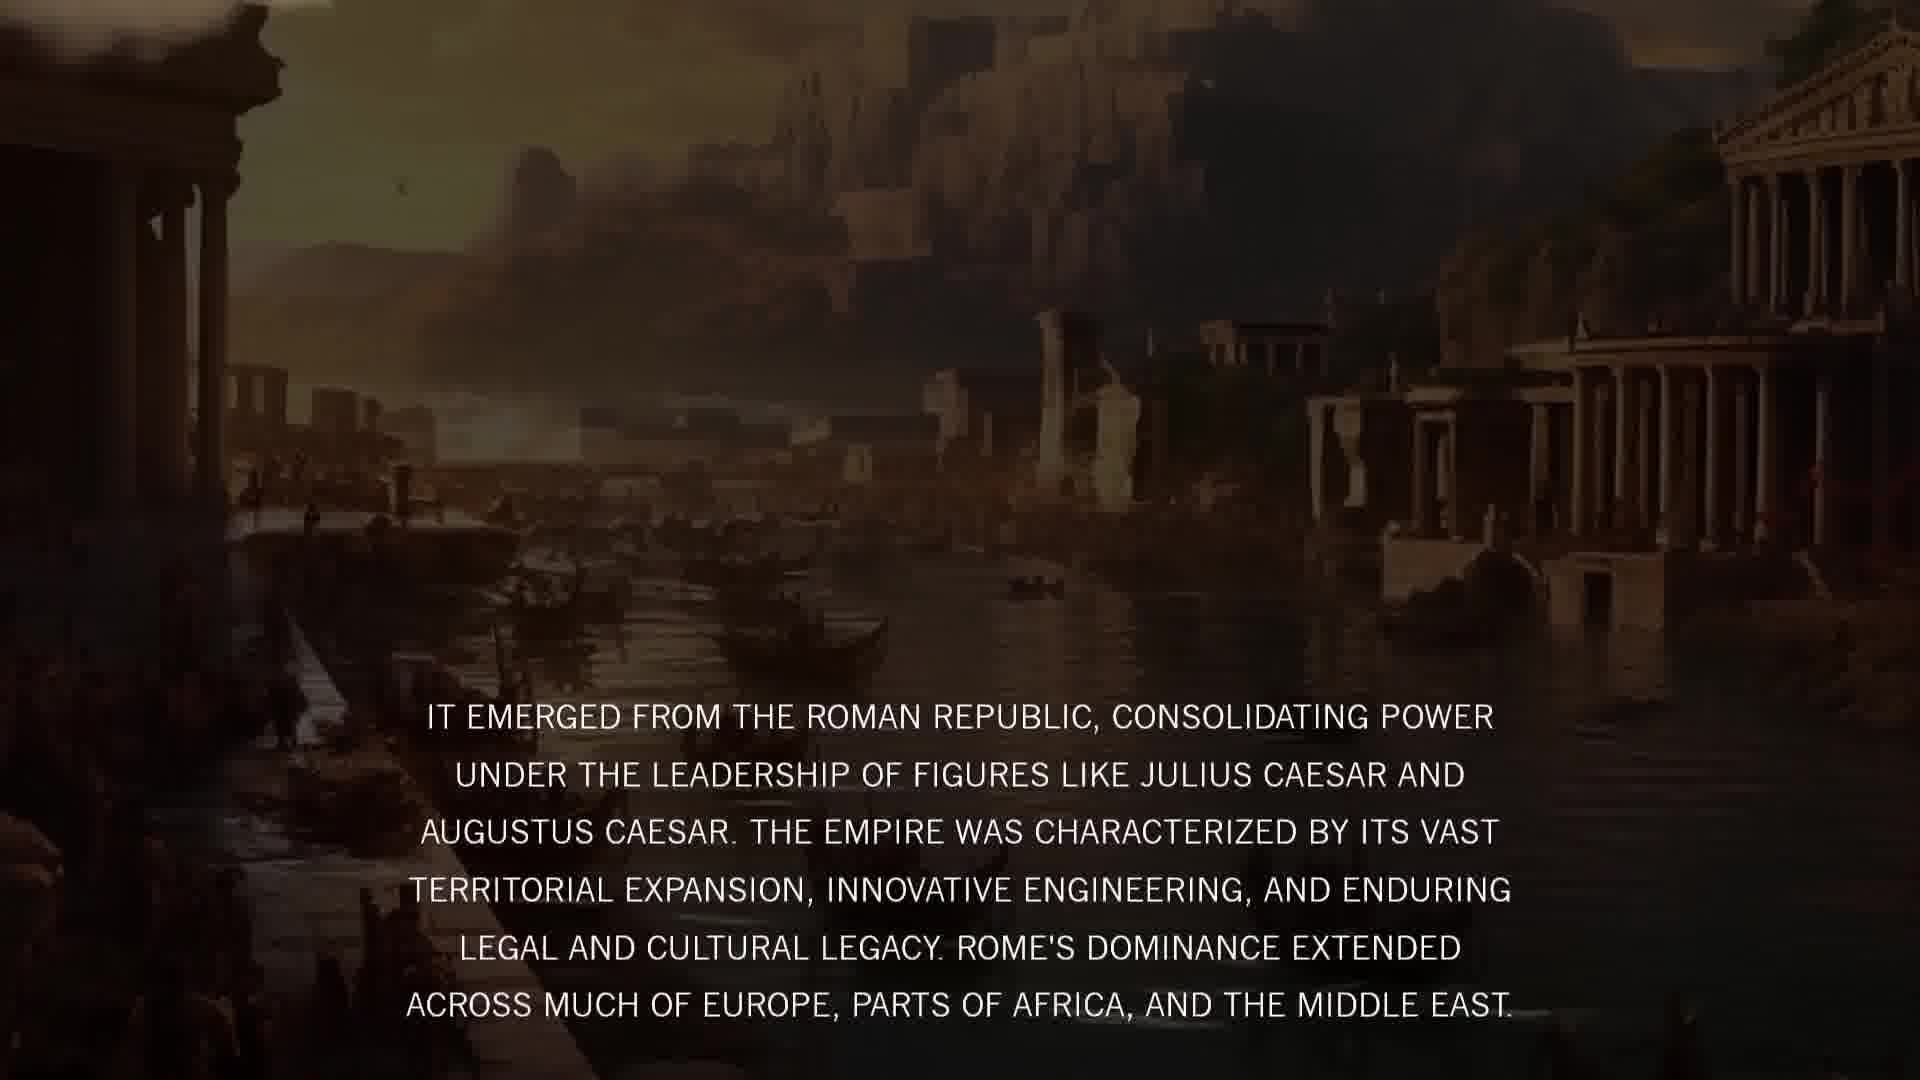 IT EMERGED FROM THE ROMAN REPUBLIC, CONSOLIDATING POWER
UNDER THE LEADERSHIP OF FIGURES LIKE JULIUS CAESAR AND
AUGUSTUS CAESAR. THE EMPIRE WAS CHARACTERIZED BY ITS VAST
TERRITORIAL EXPANSION, INNOVATIVE ENGINEERING, AND ENDURING
LEGAL AND CULTURAL LEGACY. ROME'S DOMINANCE EXTENDED
ACROSS MUCH OF EUROPE, PARTS OF AFRICA, AND THE MIDDLE EAST.